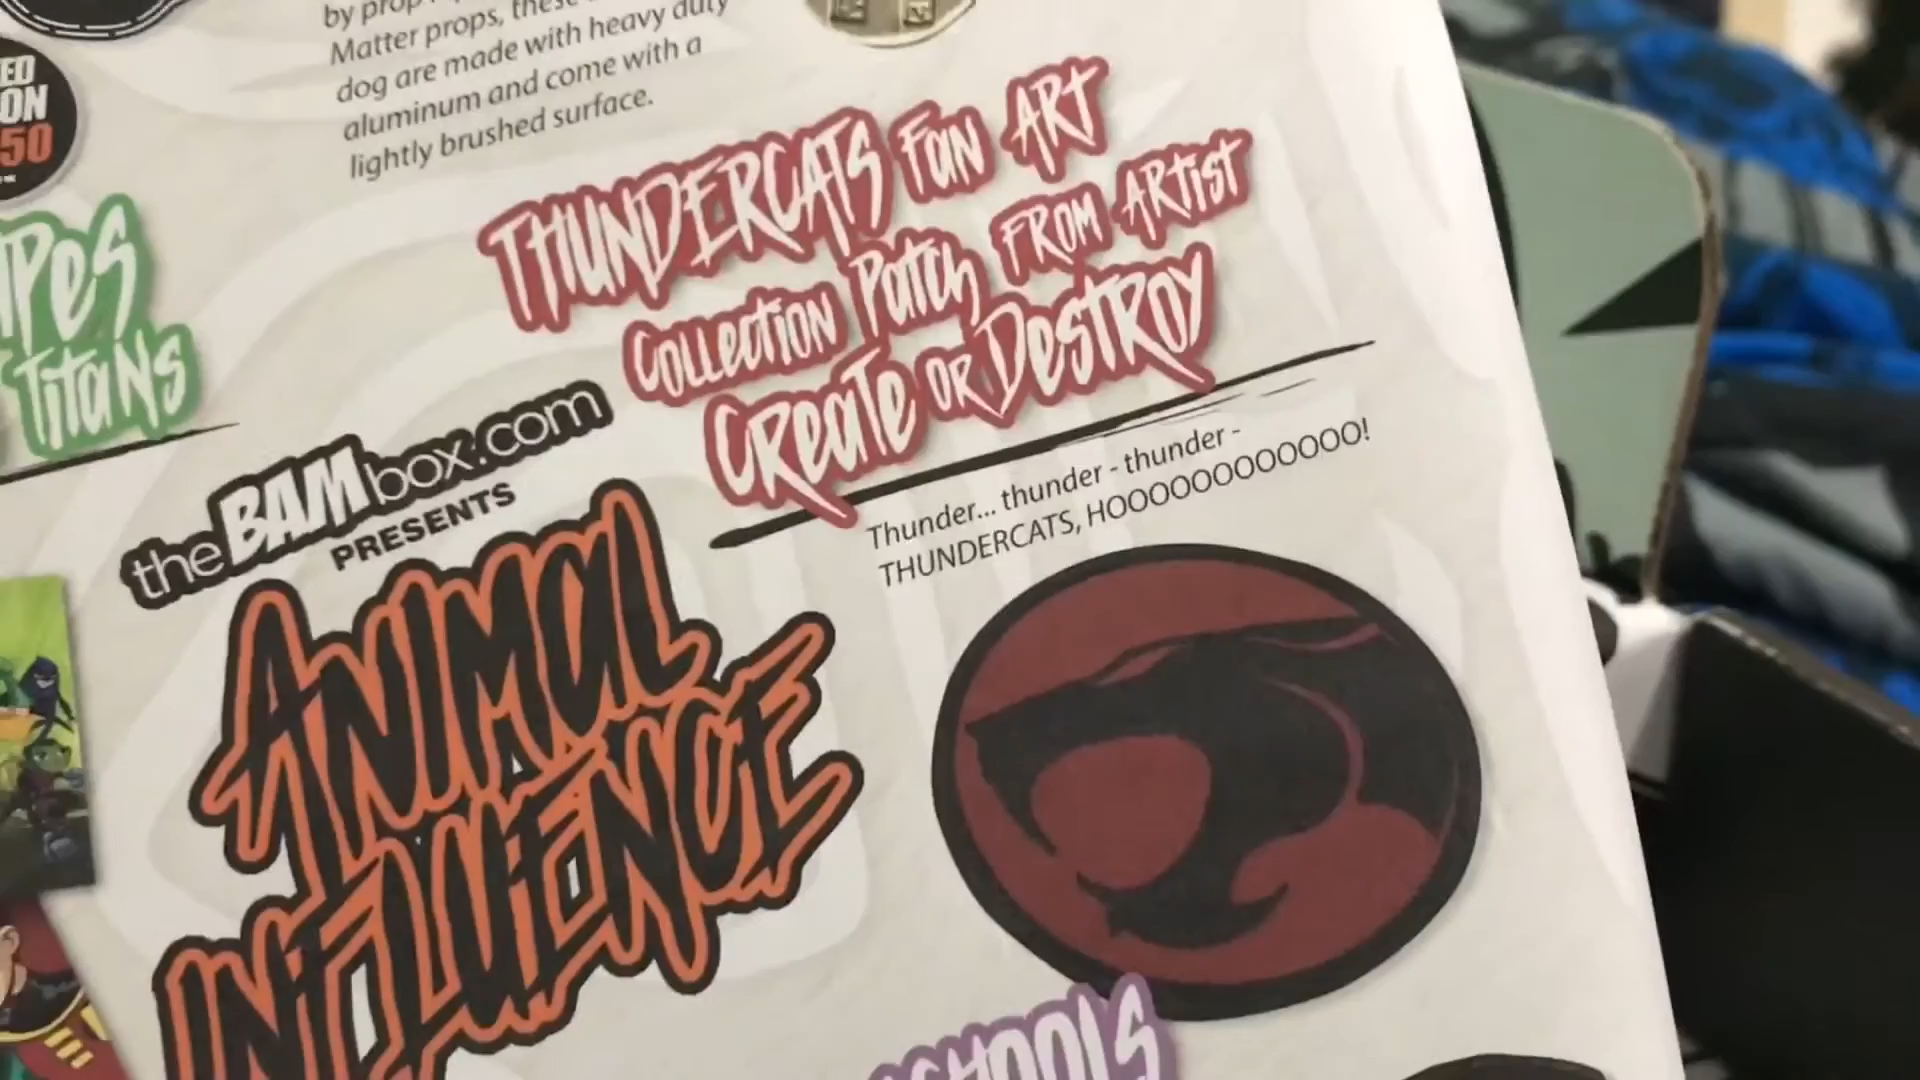 by prop
Matter props, these
dog are made with heavy duty
aluminum and come with a
lightly brushed surface.
50
THUNDERCATS FAN ART
COLLECTION PATCH FROM ARTIST
CREATE OR DESTROY
Thunder... thunder - thunder -
THUNDERCATS, HOOOOOOOOOOO!
TITANS
theBAMbox.com
PRESENTS
ANIMAL
INFLUENCE